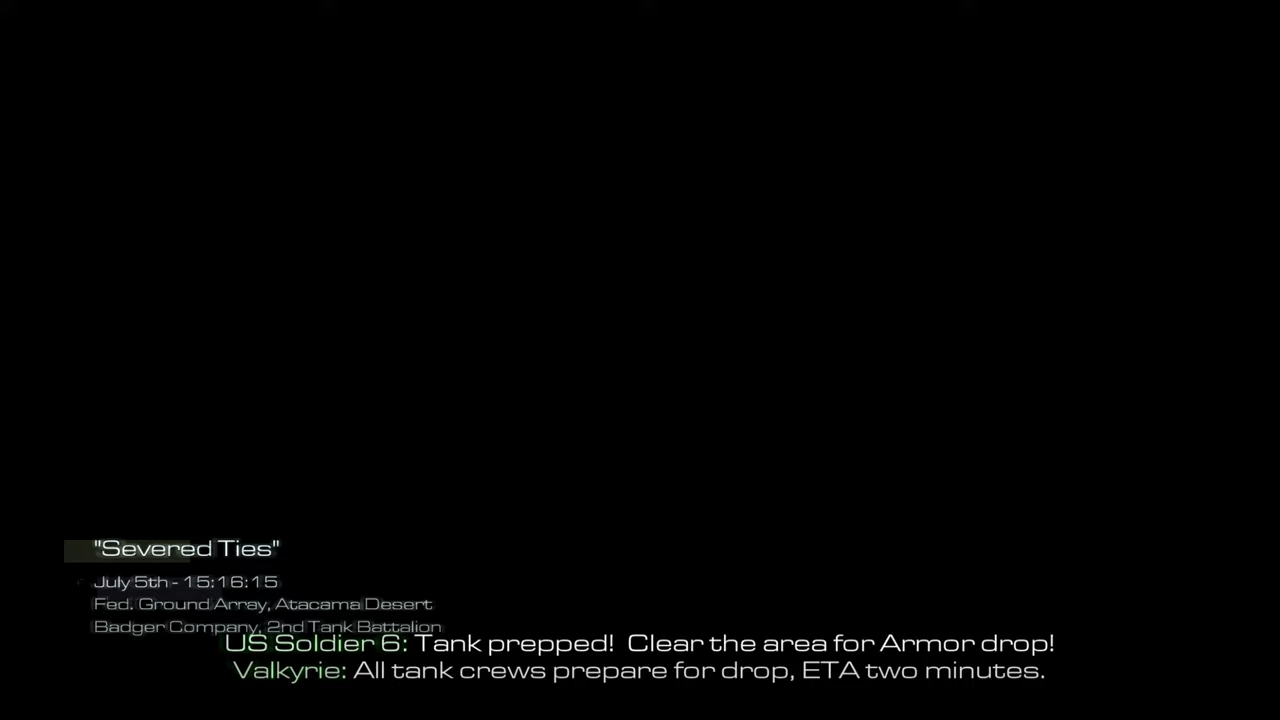 "Severed Ties"
July 5th - 15:16:15
Fed. Ground Array, Atacama Desert
Badger Company, 2nd Tank Battalion
US Soldier 6: Tank prepped!  Clear the area for Armor drop!
Valkyrie: All tank crews prepare for drop, ETA two minutes.